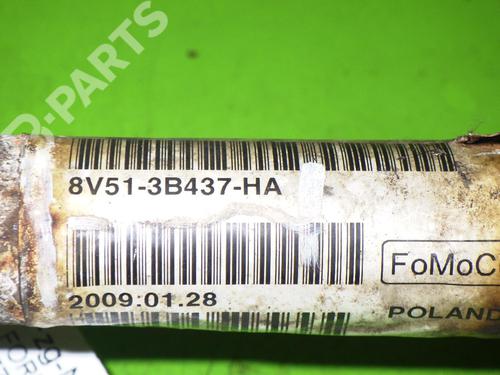 B-PARTS
8V51-3B437-HA
2009.01.28
FoMoC
POLAND